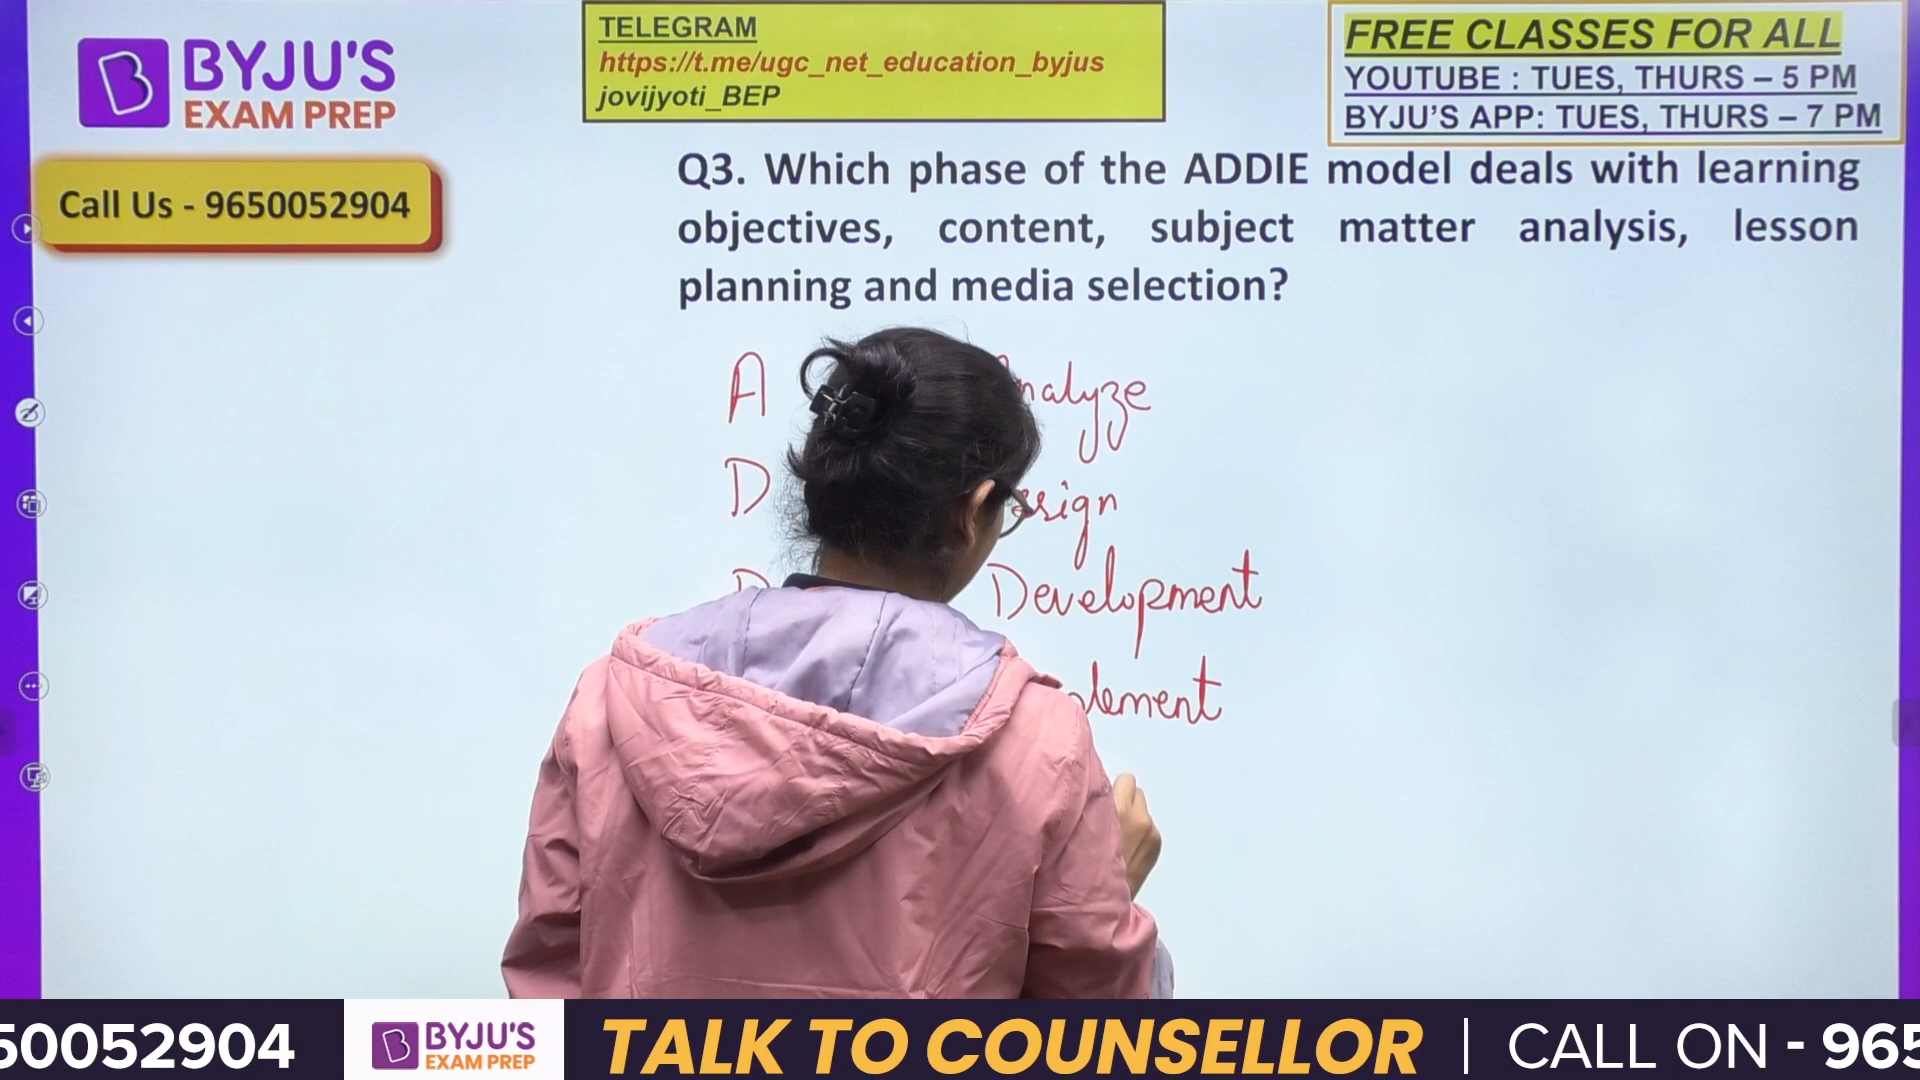 BYJU'S
EXAM PREP
TELEGRAM
https://t.me/ugc_net_education_byjus
jovijyoti_BEP
FREE CLASSES FOR ALL
YOUTUBE : TUES, THURS – 5 PM
BYJU'S APP: TUES, THURS – 7 PM
Call Us - 9650052904
Q3. Which phase of the ADDIE model deals with learning
objectives, content, subject matter analysis, lesson
planning and media selection?
A nalyze
D esign
D Development
plement
50052904
BYJU'S
EXAM PREP
TALK TO COUNSELLOR | CALL ON - 965